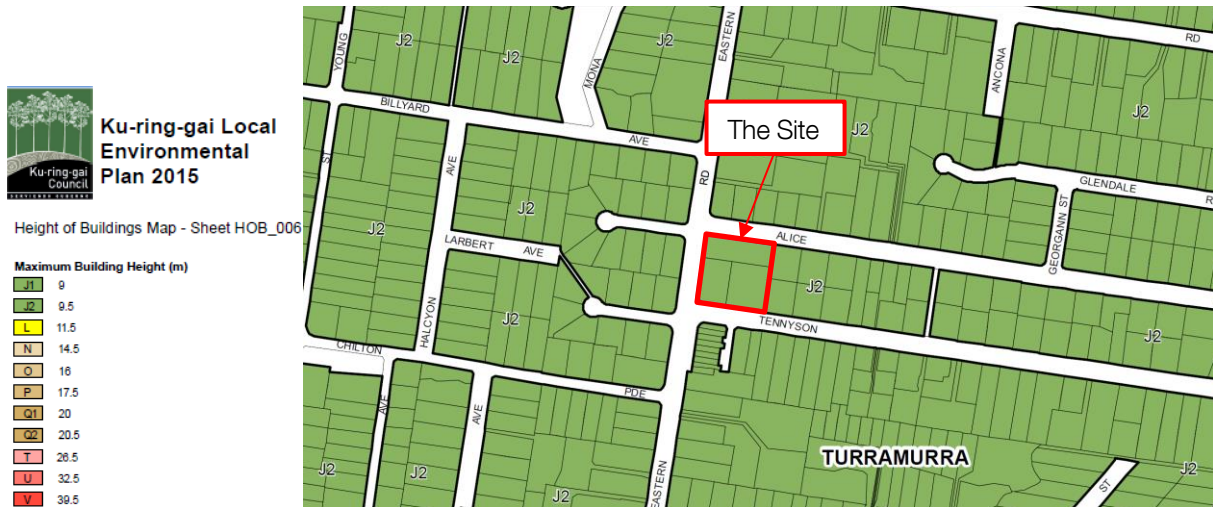 Ku-ring-gai
Council
Ku-ring-gai Local
Environmental
Plan 2015
Height of Buildings Map - Sheet HOB_006
Maximum Building Height (m)
J1 9
J2 9.5
L 11.5
N 14.5
O 16
P 17.5
Q1 20
Q2 20.5
T 26.5
U 32.5
V 39.5
YOUNG
J2
J2
MONA
J2
EASTERN
ANCONA
RD
BILLYARD
AVE
The Site
J2
J2
ST
AVE
RD
GLENDALE
R
J2
J2
LARBERT AVE
ALICE
GEORGANN ST
HALCYON
J2
J2
TENNYSON
J2
CHILTON
AVE
AVE
PDE
TURRAMURRA
J2
J2
J2
EASTERN
ST
J2